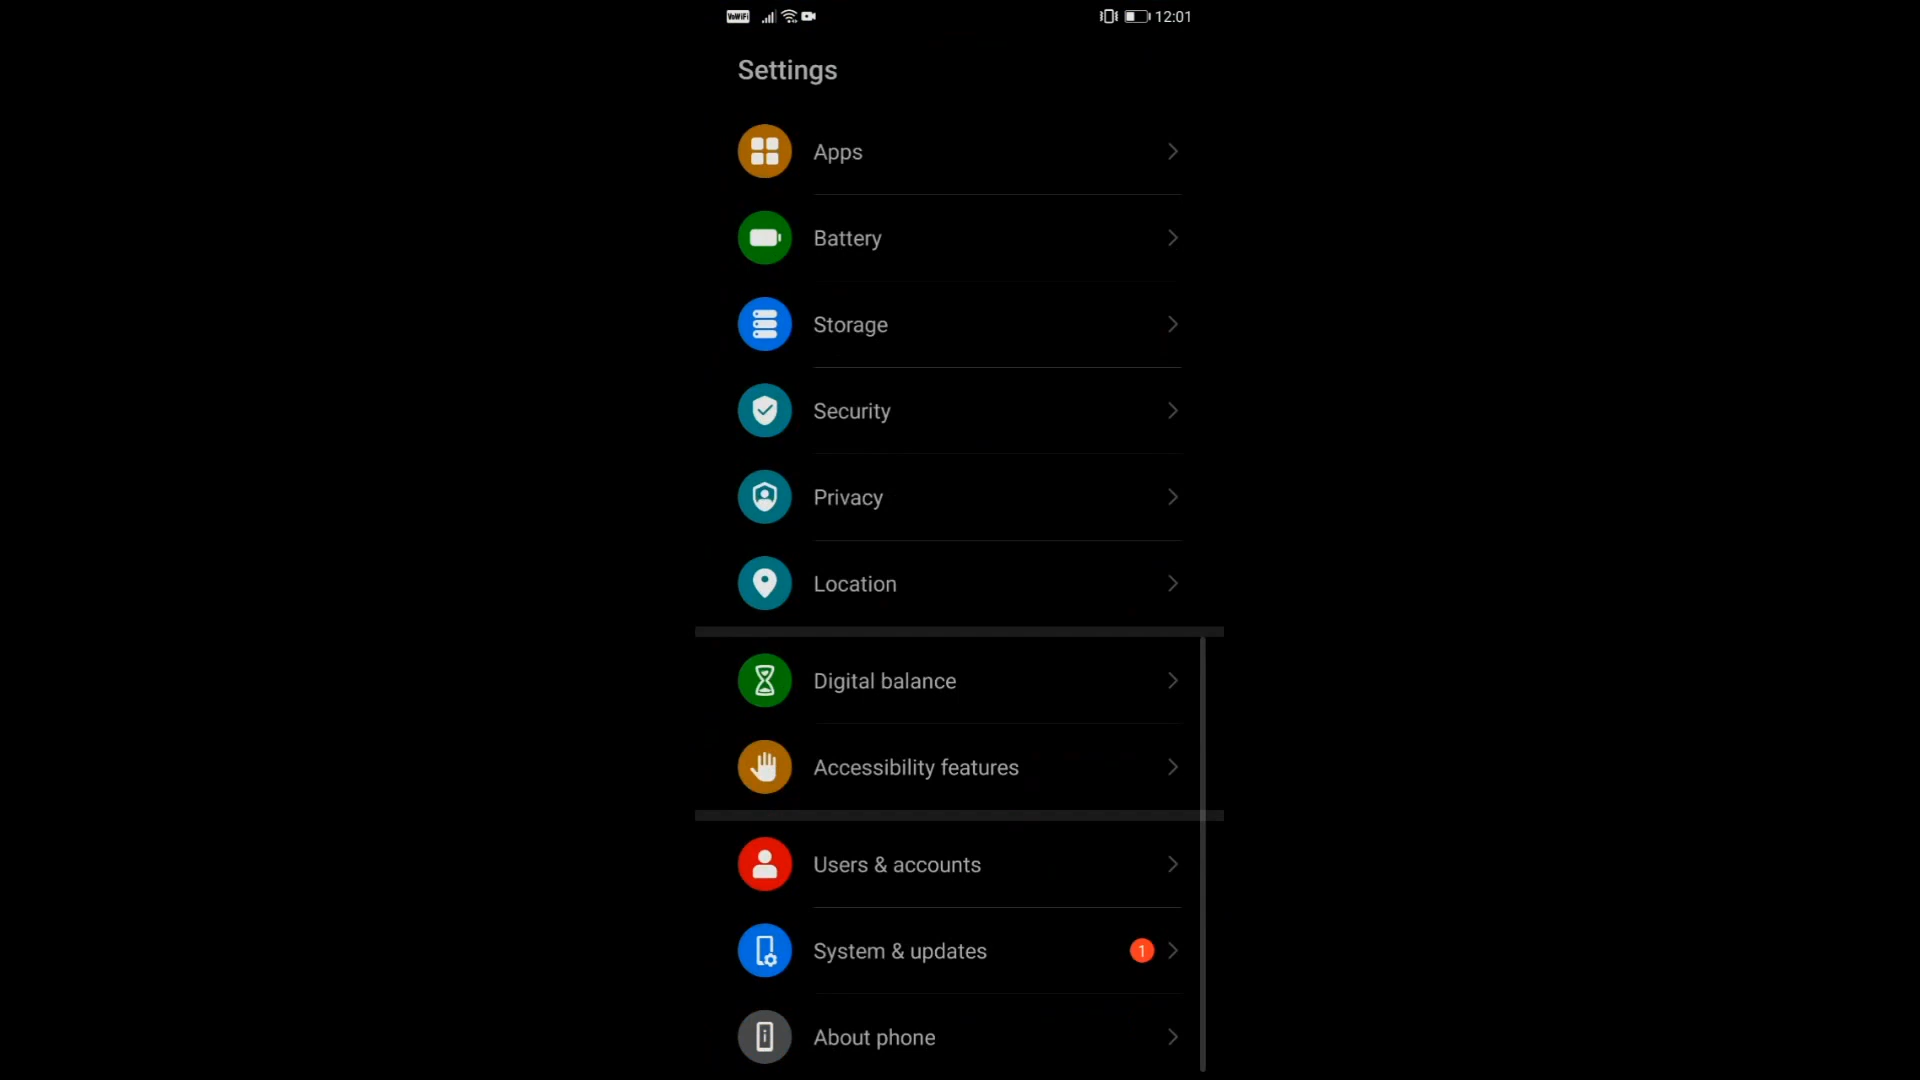 VoWiFi 12:01
Settings
Apps
Battery
Storage
Security
Privacy
Location
Digital balance
Accessibility features
Users & accounts
System & updates 1
About phone